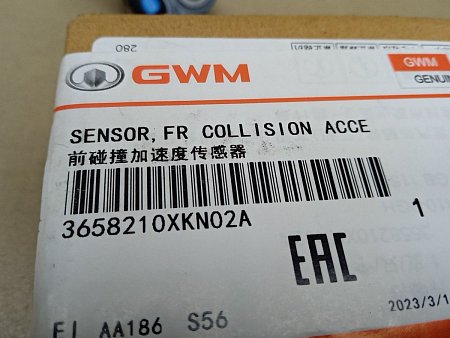 280
GWM
GWM
GENUI
SENSOR, FR COLLISION ACCE
前碰撞加速度传感器
3658210XKN02A
1
EAC
2023/3/1
AA186 S56